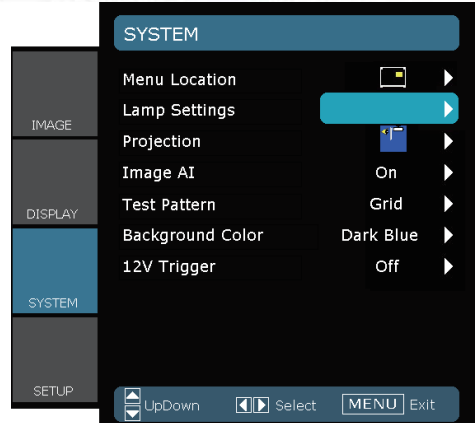 SYSTEM
IMAGE
DISPLAY
SYSTEM
SETUP
Menu Location
Lamp Settings
Projection
Image AI On
Test Pattern Grid
Background Color Dark Blue
12V Trigger Off
UpDown Select MENU Exit